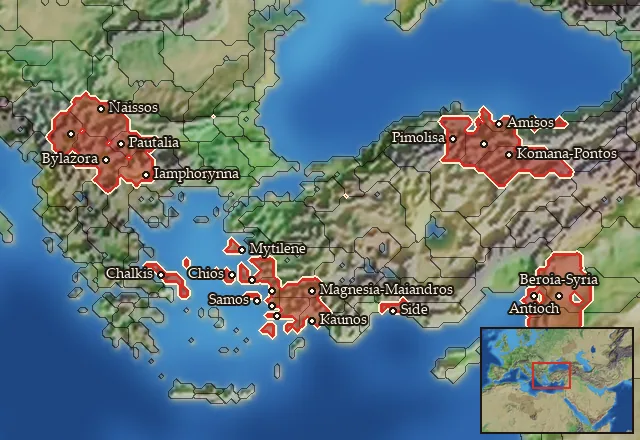 Naissos
Amisos
Pimolisa
Pautalia
Komana-Pontos
Bylazora
Iamphorynna
Mytilene
Chalkis
Chios
Beroia-Syria
Magnesia-Maiandros
Samos
Side
Antioch
Kaunos